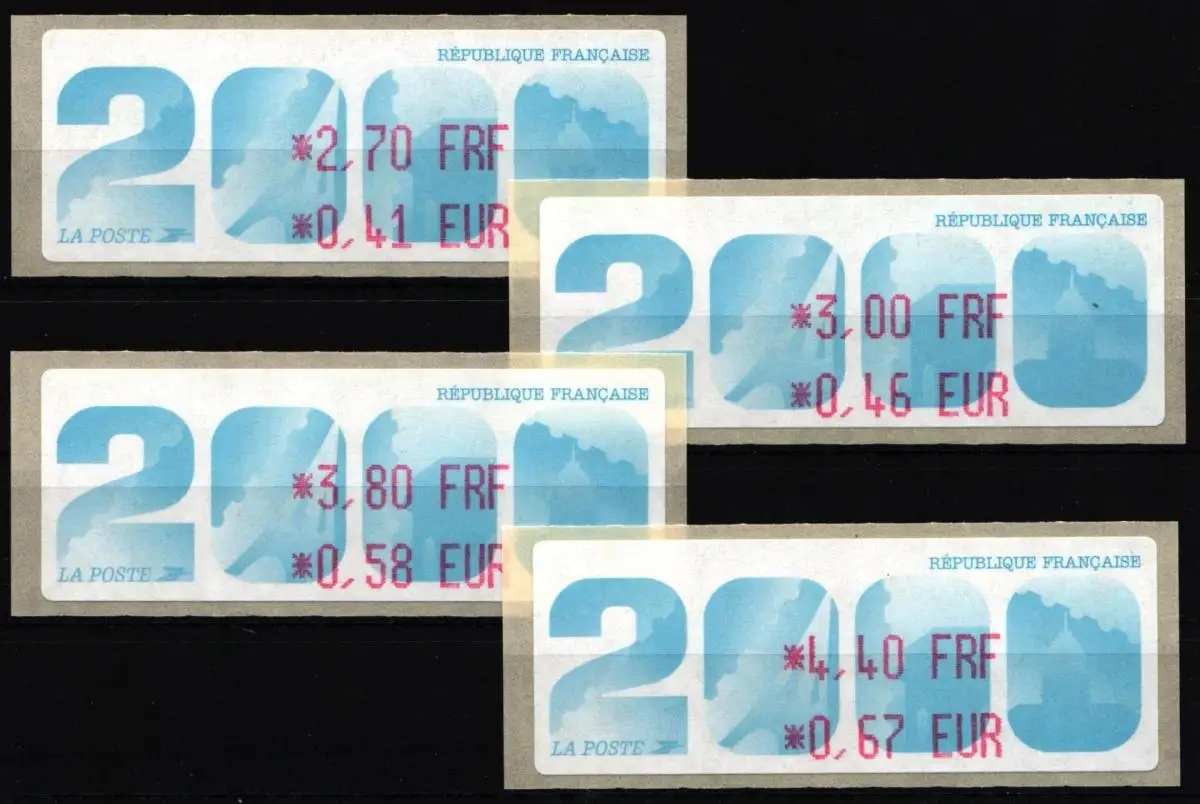 RÉPUBLIQUE FRANÇAISE
2000
*2,70 FRF
*0,41 EUR
LA POSTE
RÉPUBLIQUE FRANÇAISE
2000
*3,00 FRF
*0,46 EUR
RÉPUBLIQUE FRANÇAISE
2000
*3,80 FRF
*0,58 EUR
LA POSTE
RÉPUBLIQUE FRANÇAISE
2000
*4,40 FRF
*0,67 EUR
LA POSTE